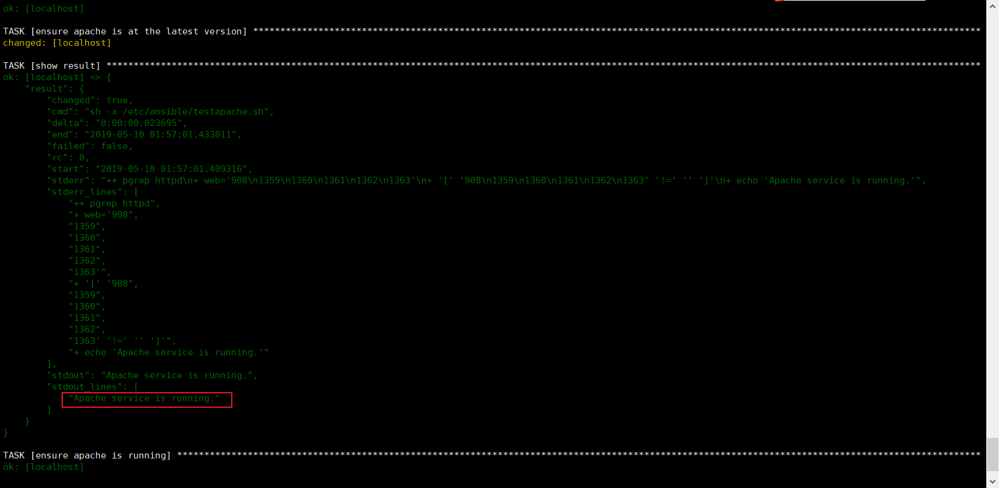 ok: [localhost]
TASK [ensure apache is at the latest version] **************************************************************************************************************************************
changed: [localhost]
TASK [show result] *****************************************************************************************************************************************************************
ok: [localhost] => {
    "result": {
        "changed": true,
        "cmd": "sh -x /etc/ansible/testapache.sh",
        "delta": "0:00:00.023695",
        "end": "2019-05-10 01:57:01.433011",
        "failed": false,
        "rc": 0,
        "start": "2019-05-10 01:57:01.409316",
        "stderr": "++ pgrep httpd\n+ web='908\n1359\n1360\n1361\n1362\n1363'\n+ '[' '908\n1359\n1360\n1361\n1362\n1363' '!=' '' ']'\n+ echo 'Apache service is running.'",
        "stderr_lines": [
            "++ pgrep httpd",
            "+ web='908",
            "1359",
            "1360",
            "1361",
            "1362",
            "1363'",
            "+ '[' '908",
            "1359",
            "1360",
            "1361",
            "1362",
            "1363' '!=' '' ']'",
            "+ echo 'Apache service is running.'"
        ],
        "stdout": "Apache service is running.",
        "stdout_lines": [
            "Apache service is running."
        ]
    }
}
TASK [ensure apache is running] ****************************************************************************************************************************************************
ok: [localhost]